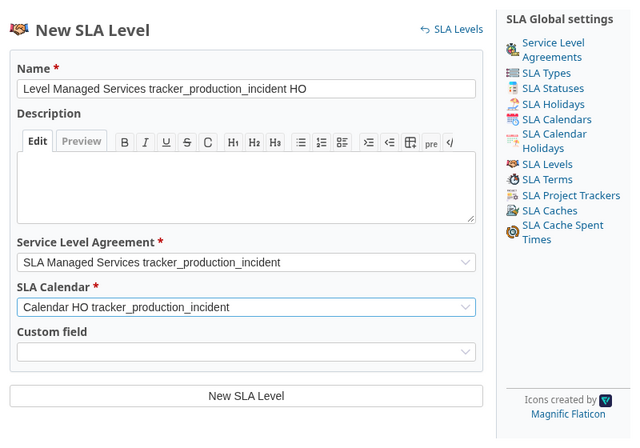 New SLA Level
SLA Levels
Name *
Level Managed Services tracker_production_incident HO
Description
Edit Preview B I U S C H1 H2 H3 pre
Service Level Agreement *
SLA Managed Services tracker_production_incident
SLA Calendar *
Calendar HO tracker_production_incident
Custom field
New SLA Level
SLA Global settings
Service Level
Agreements
SLA Types
SLA Statuses
SLA Holidays
SLA Calendars
SLA Calendar
Holidays
SLA Levels
SLA Terms
SLA Project Trackers
SLA Caches
SLA Cache Spent
Times
Icons created by
Magnific Flaticon